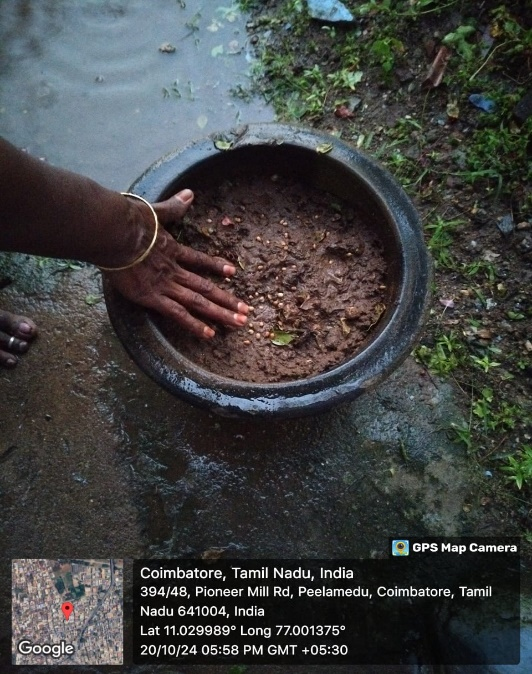 GPS Map Camera
Coimbatore, Tamil Nadu, India
394/48, Pioneer Mill Rd, Peelamedu, Coimbatore, Tamil
Nadu 641004, India
Lat 11.029989° Long 77.001375°
20/10/24 05:58 PM GMT +05:30
Google